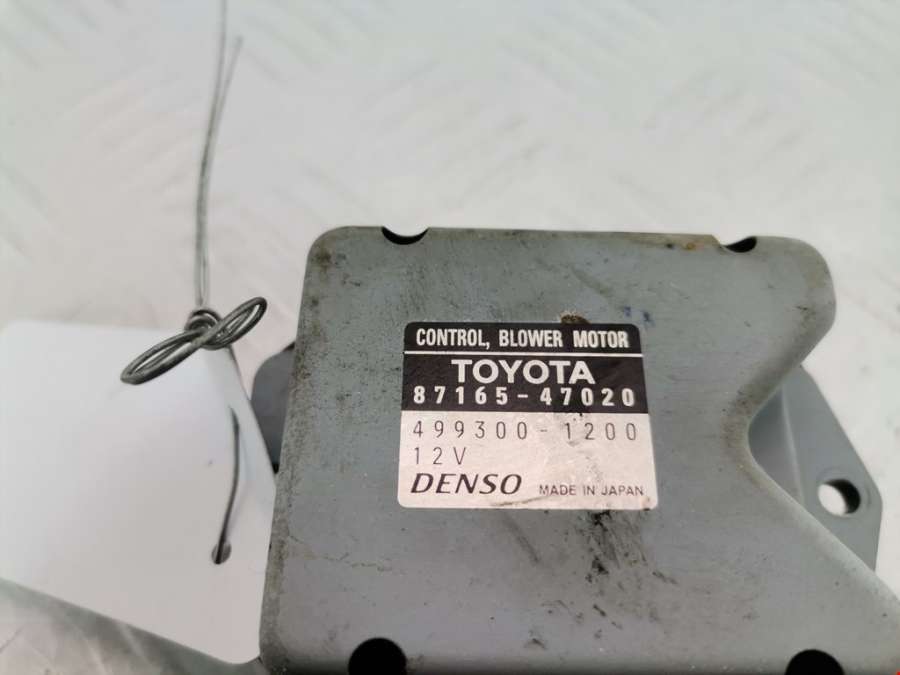 CONTROL, BLOWER MOTOR
TOYOTA
87165-47020
499300-1200
12V
DENSO MADE IN JAPAN